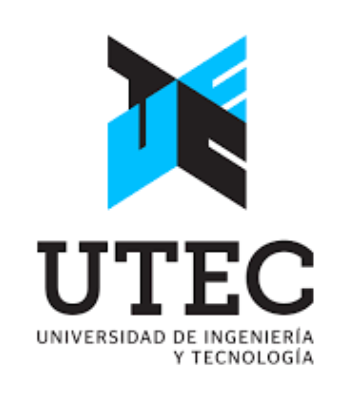 T E
U C
UTEC
UNIVERSIDAD DE INGENIERÍA
Y TECNOLOGÍA